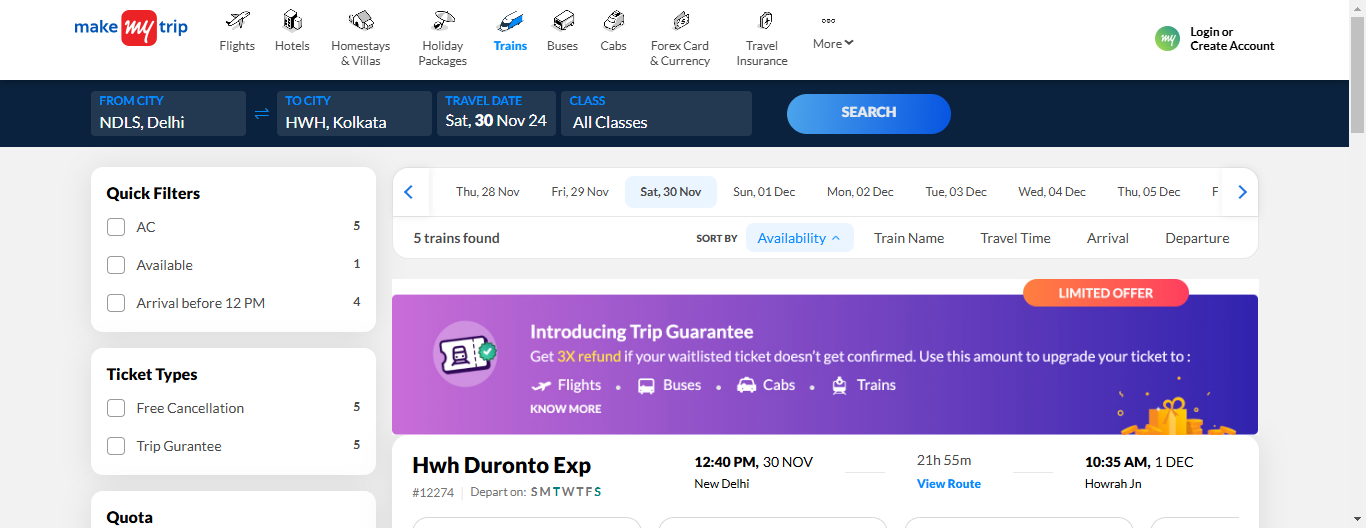 make my trip
Flights
Hotels
Homestays
& Villas
Holiday
Packages
Trains
Buses
Cabs
Forex Card
& Currency
Travel
Insurance
More
my
Login or
Create Account
FROM CITY
NDLS, Delhi
TO CITY
HWH, Kolkata
TRAVEL DATE
Sat, 30 Nov 24
CLASS
All Classes
SEARCH
Quick Filters
AC 5
Available 1
Arrival before 12 PM 4
Ticket Types
Free Cancellation 5
Trip Gurantee 5
Quota
Thu, 28 Nov
Fri, 29 Nov
Sat, 30 Nov
Sun, 01 Dec
Mon, 02 Dec
Tue, 03 Dec
Wed, 04 Dec
Thu, 05 Dec
F
5 trains found
SORT BY
Availability
Train Name
Travel Time
Arrival
Departure
LIMITED OFFER
Introducing Trip Guarantee
Get 3X refund if your waitlisted ticket doesn't get confirmed. Use this amount to upgrade your ticket to :
Flights • Buses • Cabs • Trains
KNOW MORE
Hwh Duronto Exp
#12274 | Depart on: S M T W T F S
12:40 PM, 30 NOV
New Delhi
21h 55m
View Route
10:35 AM, 1 DEC
Howrah Jn